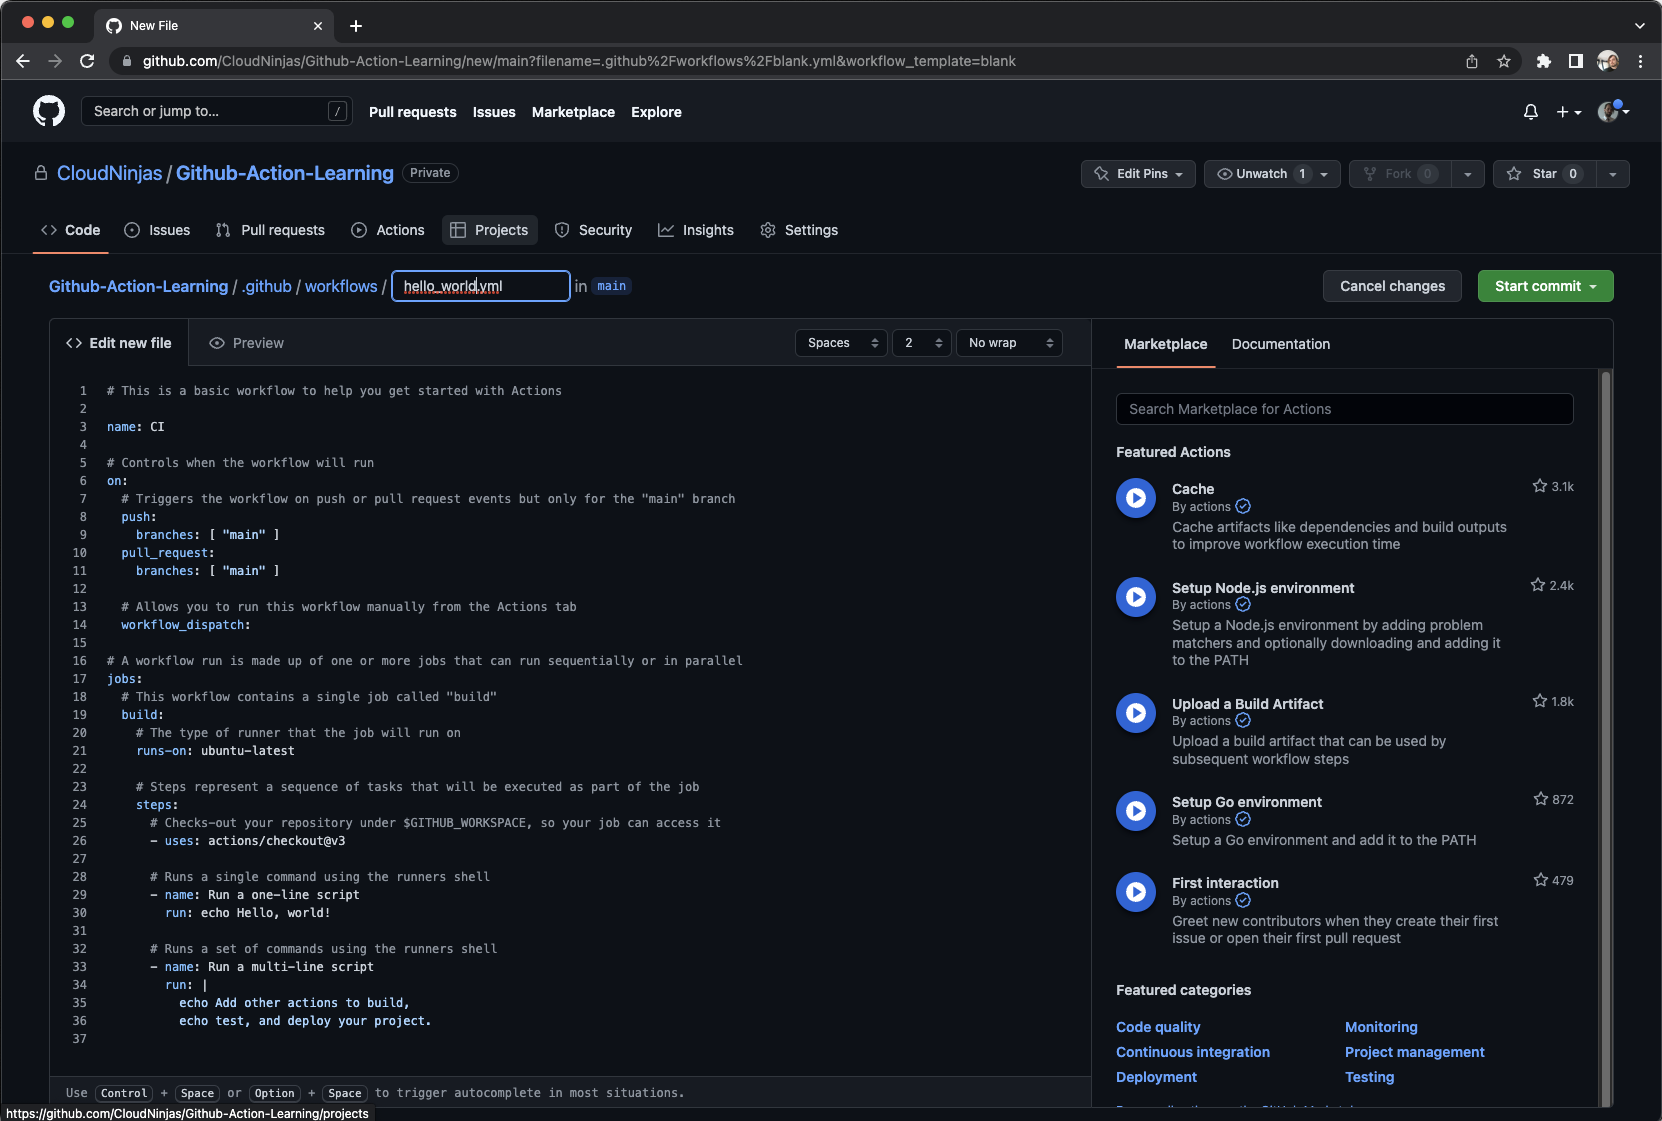 New File
github.com/CloudNinjas/Github-Action-Learning/new/main?filename=.github%2Fworkflows%2Fblank.yml&workflow_template=blank
Search or jump to... /
Pull requests Issues Marketplace Explore
CloudNinjas / Github-Action-Learning Private
Edit Pins Unwatch 1 Fork 0 Star 0
Code Issues Pull requests Actions Projects Security Insights Settings
Github-Action-Learning / .github / workflows / hello_world.yml in main
Cancel changes Start commit
Edit new file Preview
Spaces 2 No wrap
1 # This is a basic workflow to help you get started with Actions
2
3 name: CI
4
5 # Controls when the workflow will run
6 on:
7 # Triggers the workflow on push or pull request events but only for the "main" branch
8 push:
9 branches: [ "main" ]
10 pull_request:
11 branches: [ "main" ]
12
13 # Allows you to run this workflow manually from the Actions tab
14 workflow_dispatch:
15
16 # A workflow run is made up of one or more jobs that can run sequentially or in parallel
17 jobs:
18 # This workflow contains a single job called "build"
19 build:
20 # The type of runner that the job will run on
21 runs-on: ubuntu-latest
22
23 # Steps represent a sequence of tasks that will be executed as part of the job
24 steps:
25 # Checks-out your repository under $GITHUB_WORKSPACE, so your job can access it
26 - uses: actions/checkout@v3
27
28 # Runs a single command using the runners shell
29 - name: Run a one-line script
30 run: echo Hello, world!
31
32 # Runs a set of commands using the runners shell
33 - name: Run a multi-line script
34 run: |
35 echo Add other actions to build,
36 echo test, and deploy your project.
37
Use Control + Space or Option + Space to trigger autocomplete in most situations.
Marketplace Documentation
Search Marketplace for Actions
Featured Actions
Cache 3.1k
By actions
Cache artifacts like dependencies and build outputs
to improve workflow execution time
Setup Node.js environment 2.4k
By actions
Setup a Node.js environment by adding problem
matchers and optionally downloading and adding it
to the PATH
Upload a Build Artifact 1.8k
By actions
Upload a build artifact that can be used by
subsequent workflow steps
Setup Go environment 872
By actions
Setup a Go environment and add it to the PATH
First interaction 479
By actions
Greet new contributors when they create their first
issue or open their first pull request
Featured categories
Code quality Monitoring
Continuous integration Project management
Deployment Testing
https://github.com/CloudNinjas/Github-Action-Learning/projects